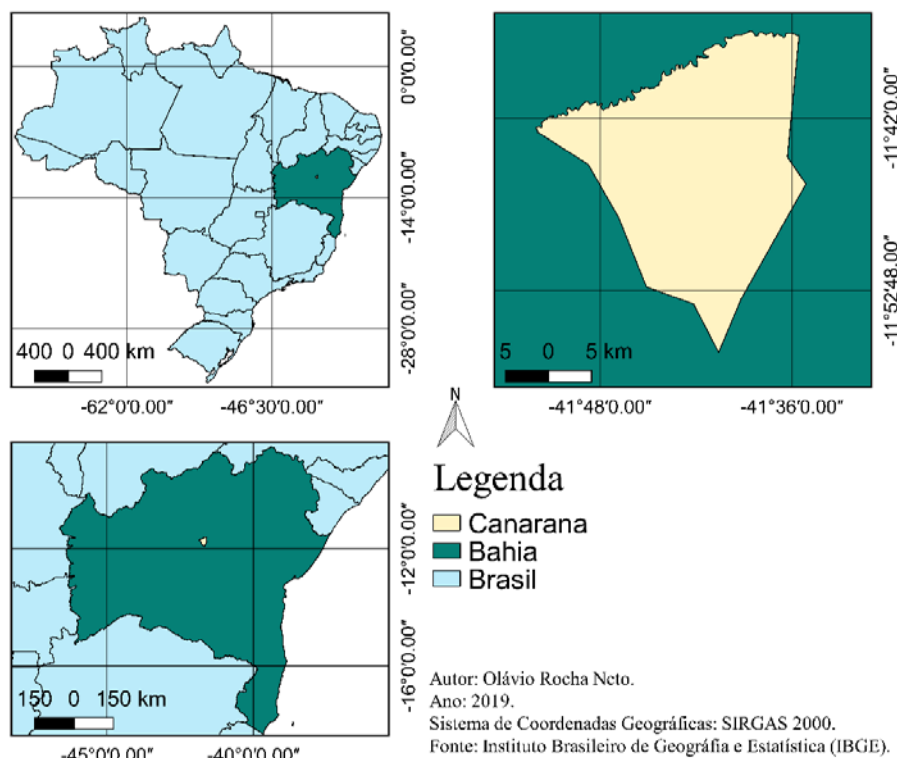 0°0'0.00"
-14°0'0.00"
-28°0'0.00"
400 0 400 km
-62°0'0.00"
-46°30'0.00"
-11°42'0.00"
-11°52'48.00"
5 0 5 km
-41°48'0.00"
-41°36'0.00"
N
Legenda
Canarana
Bahia
Brasil
-12°0'0.00"
-16°0'0.00"
150 0 150 km
-45°0'0.00"
-40°0'0.00"
Autor: Olávio Rocha Neto.
Ano: 2019.
Sistema de Coordenadas Geográficas: SIRGAS 2000.
Fonte: Instituto Brasileiro de Geográfia e Estatística (IBGE).